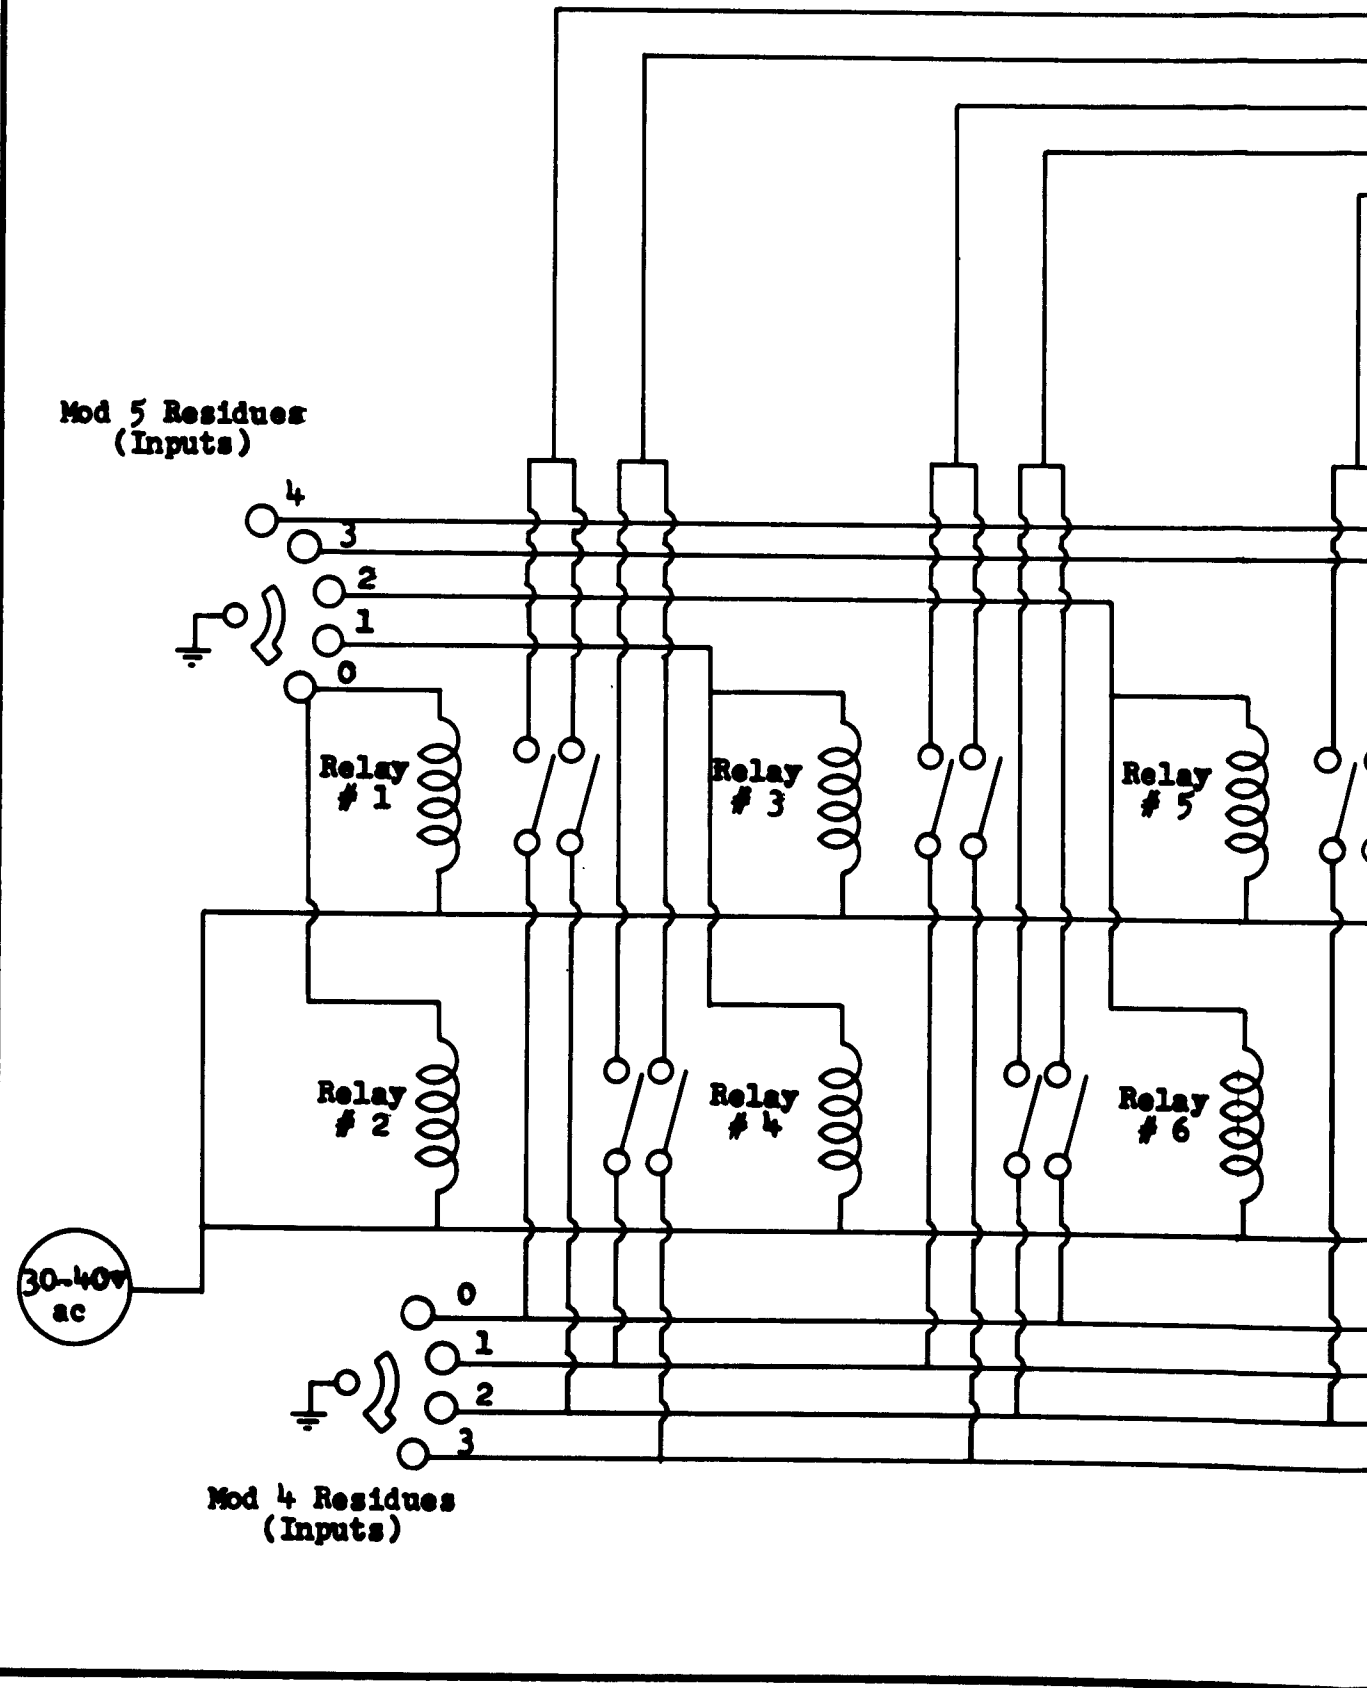 Mod 5 Residues
(Inputs)
4
3
2
1
0
Relay
# 1
Relay
# 3
Relay
# 5
Relay
# 2
Relay
# 4
Relay
# 6
30-40v
ac
0
1
2
3
Mod 4 Residues
(Inputs)